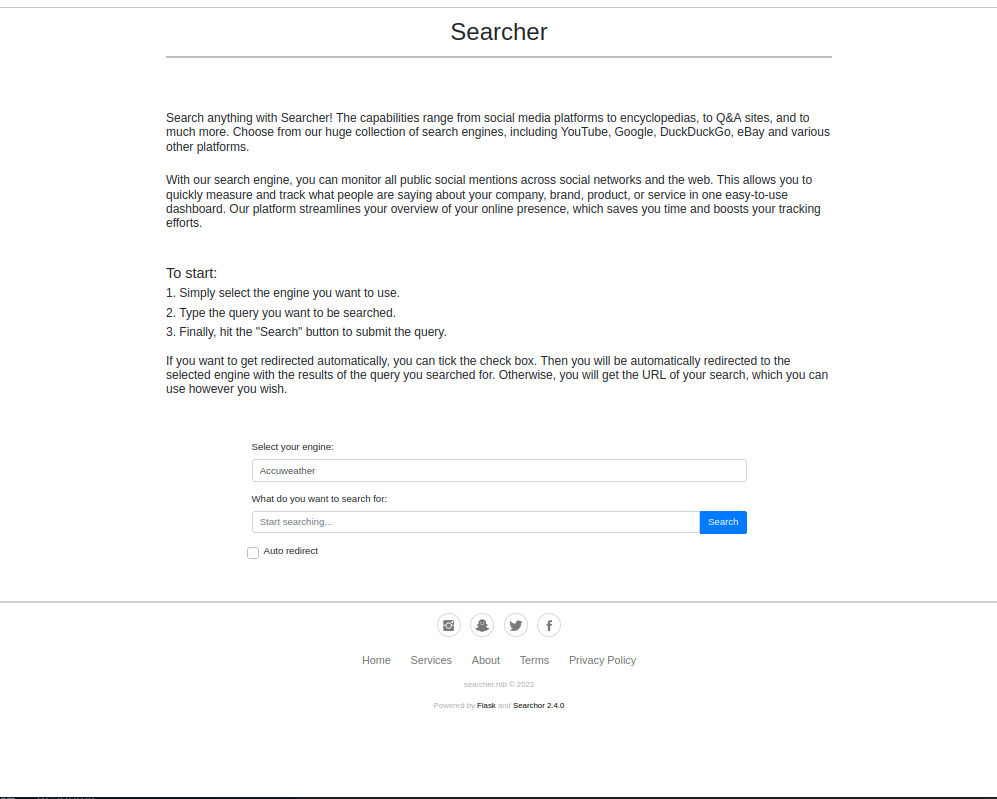 Searcher
Search anything with Searcher! The capabilities range from social media platforms to encyclopedias, to Q&A sites, and to
much more. Choose from our huge collection of search engines, including YouTube, Google, DuckDuckGo, eBay and various
other platforms.
With our search engine, you can monitor all public social mentions across social networks and the web. This allows you to
quickly measure and track what people are saying about your company, brand, product, or service in one easy-to-use
dashboard. Our platform streamlines your overview of your online presence, which saves you time and boosts your tracking
efforts.
To start:
1. Simply select the engine you want to use.
2. Type the query you want to be searched.
3. Finally, hit the "Search" button to submit the query.
If you want to get redirected automatically, you can tick the check box. Then you will be automatically redirected to the
selected engine with the results of the query you searched for. Otherwise, you will get the URL of your search, which you can
use however you wish.
Select your engine:
Accuweather
What do you want to search for:
Start searching...
Search
Auto redirect
Home Services About Terms Privacy Policy
searcher.htb © 2023
Powered by Flask and Searchor 2.4.0